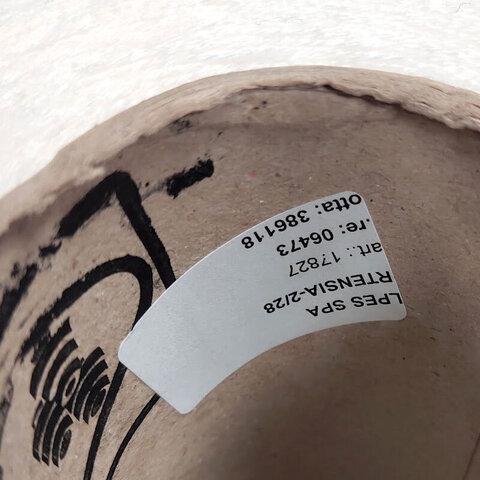 LPES SPA
RTENSIA-2/28
art.: 17827
.re: 06473
otta: 386118